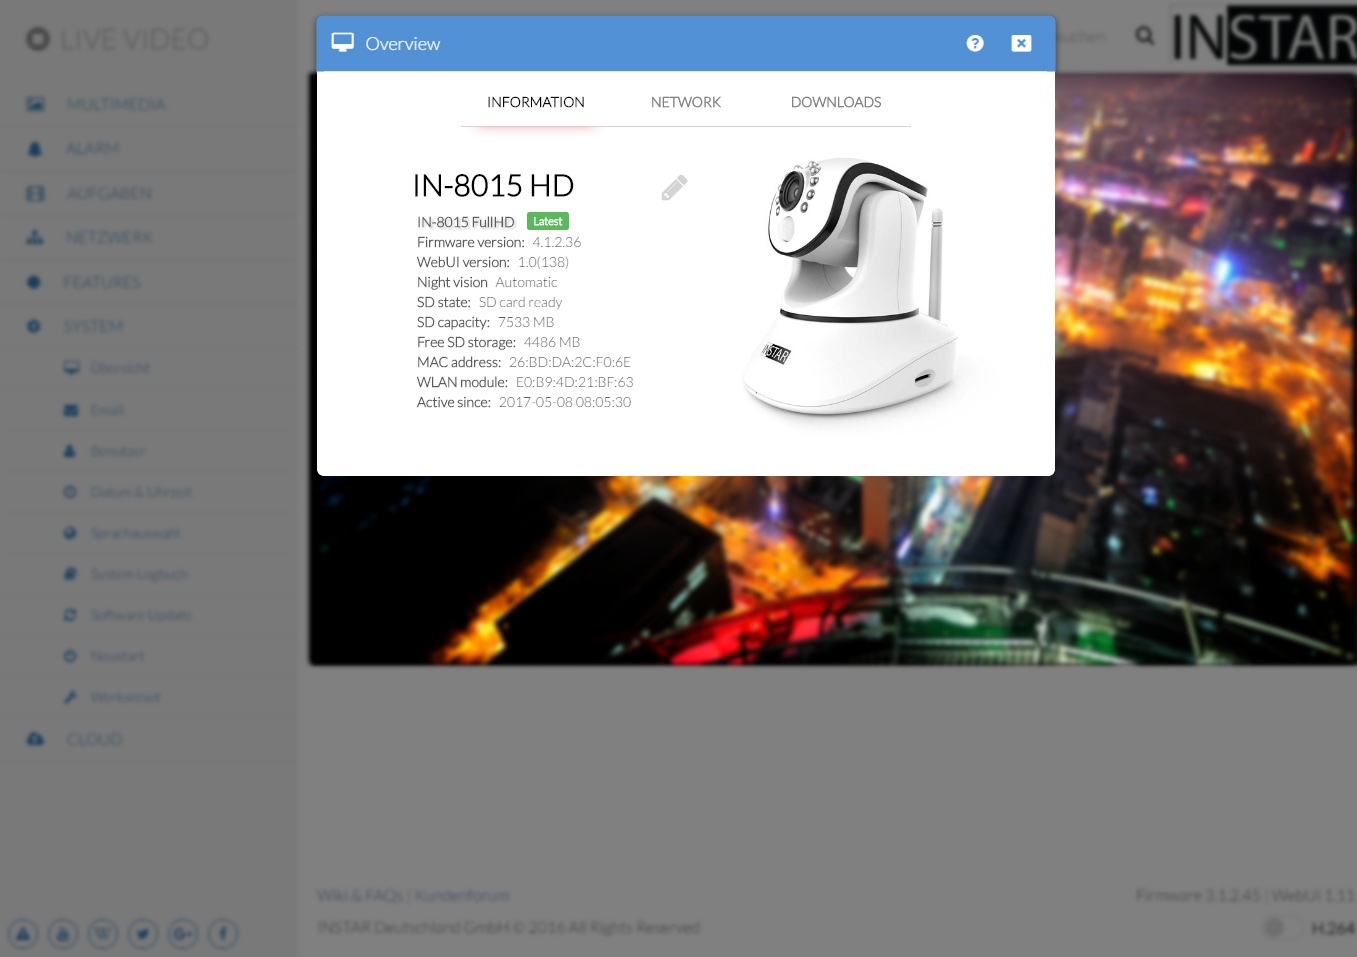 LIVE VIDEO
MULTIMEDIA
ALARM
AUFGABEN
NETZWERK
FEATURES
SYSTEM
Übersicht
Email
Benutzer
Datum & Uhrzeit
Sprachauswahl
System Logbuch
Software Update
Neustart
Werksreset
CLOUD
Overview
suchen
INSTAR
INFORMATION NETWORK DOWNLOADS
IN-8015 HD
IN-8015 FullHD Latest
Firmware version: 4.1.2.36
WebUI version: 1.0(138)
Night vision Automatic
SD state: SD card ready
SD capacity: 7533 MB
Free SD storage: 4486 MB
MAC address: 26:BD:DA:2C:F0:6E
WLAN module: E0:B9:4D:21:BF:63
Active since: 2017-05-08 08:05:30
INSTAR
Wiki & FAQs | Kundenforum
Firmware 3.1.2.45 | WebUI 1.11
INSTAR Deutschland GmbH © 2016 All Rights Reserved
H.264